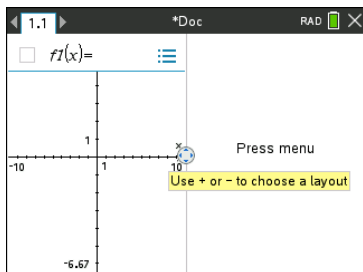 1.1 *Doc RAD
f1(x)=
1
x
-10 1 10
Press menu
Use + or – to choose a layout
-6.67